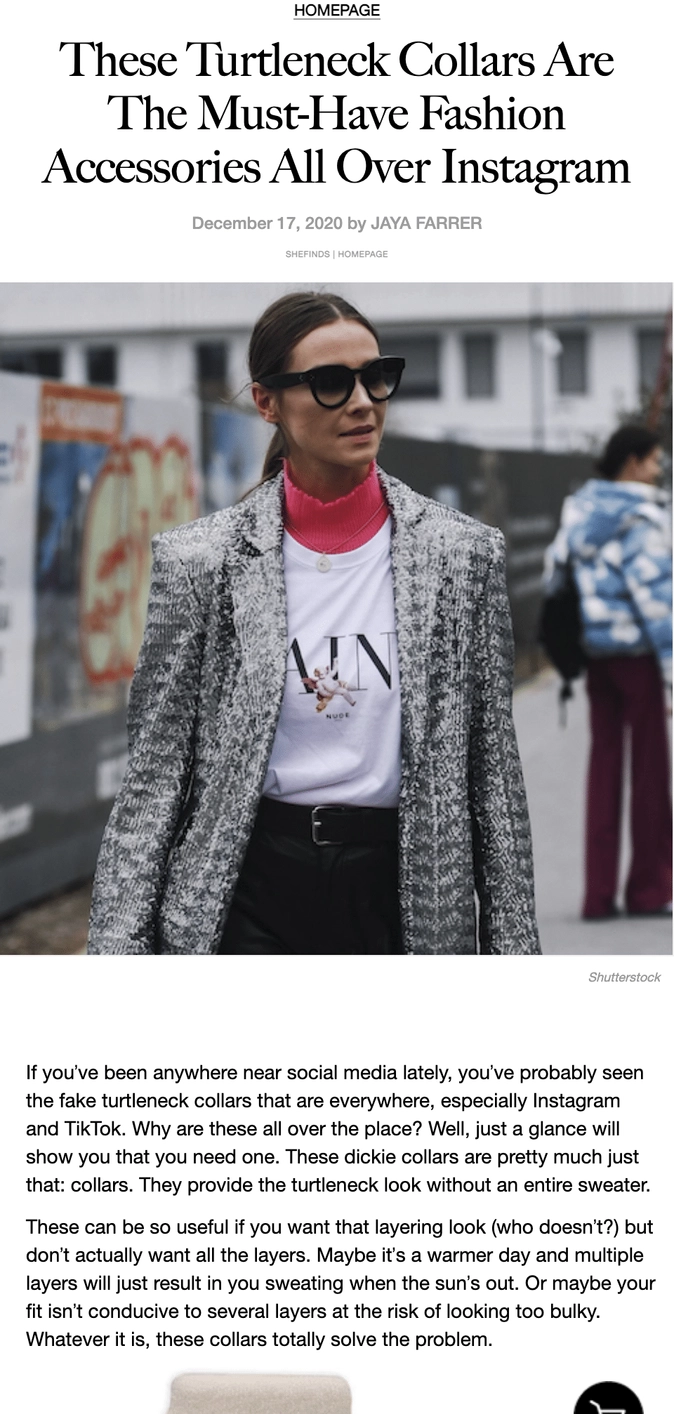 HOMEPAGE
These Turtleneck Collars Are
The Must-Have Fashion
Accessories All Over Instagram
December 17, 2020 by JAYA FARRER
SHEFINDS | HOMEPAGE
AIN
NUDE
Shutterstock
If you’ve been anywhere near social media lately, you’ve probably seen
the fake turtleneck collars that are everywhere, especially Instagram
and TikTok. Why are these all over the place? Well, just a glance will
show you that you need one. These dickie collars are pretty much just
that: collars. They provide the turtleneck look without an entire sweater.
These can be so useful if you want that layering look (who doesn’t?) but
don’t actually want all the layers. Maybe it’s a warmer day and multiple
layers will just result in you sweating when the sun’s out. Or maybe your
fit isn’t conducive to several layers at the risk of looking too bulky.
Whatever it is, these collars totally solve the problem.